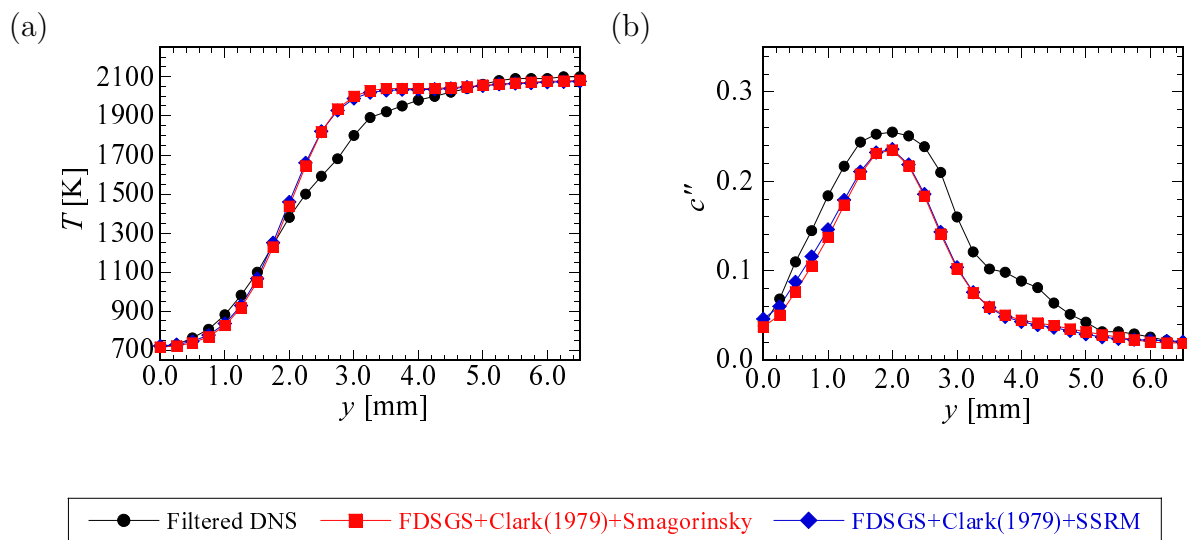 (a)
(b)
2100
1900
1700
1500
1300
1100
900
700
T [K]
0.0 1.0 2.0 3.0 4.0 5.0 6.0
y [mm]
0.3
0.2
0.1
0.0
c″
0.0 1.0 2.0 3.0 4.0 5.0 6.0
y [mm]
Filtered DNS FDSGS+Clark(1979)+Smagorinsky FDSGS+Clark(1979)+SSRM